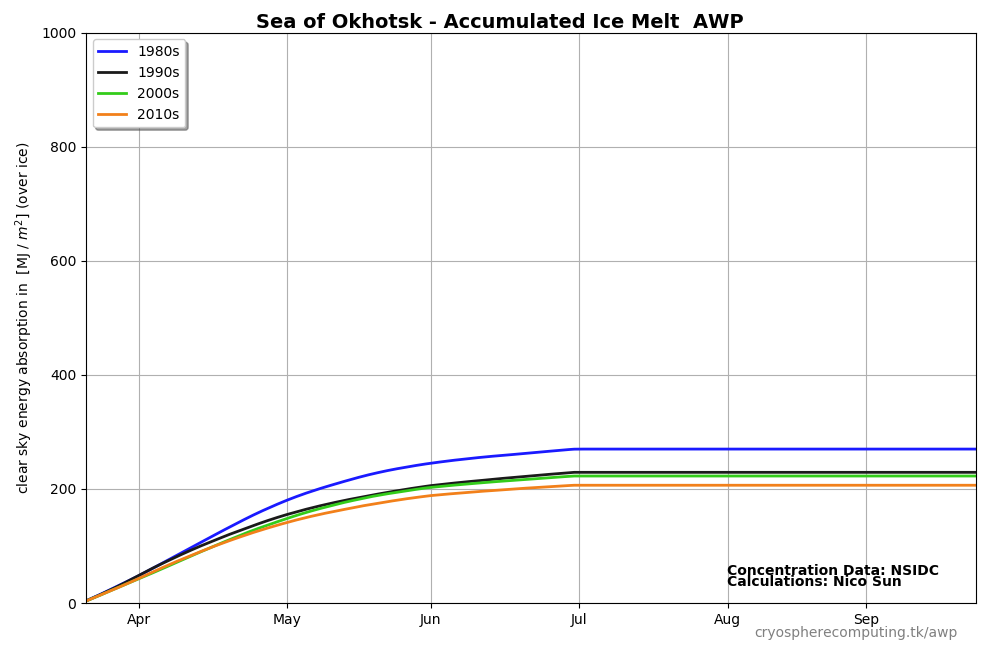 Sea of Okhotsk - Accumulated Ice Melt  AWP
1000
800
600
400
200
0
clear sky energy absorption in  [MJ / m²] (over ice)
1980s
1990s
2000s
2010s
Concentration Data: NSIDC
Calculations: Nico Sun
Apr
May
Jun
Jul
Aug
Sep
cryospherecomputing.tk/awp